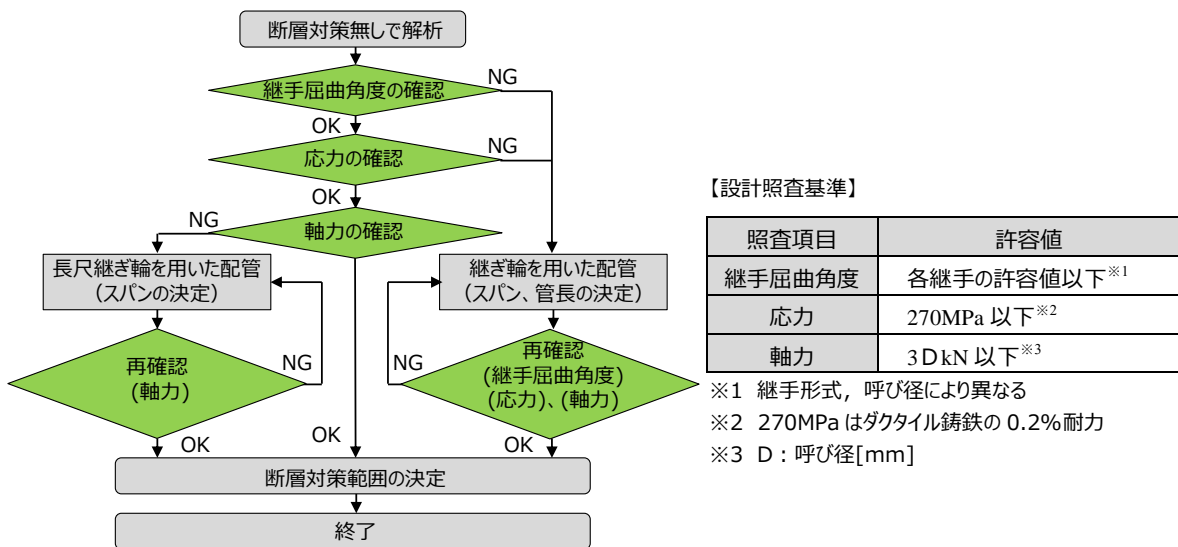 断層対策無しで解析
継手屈曲角度の確認
NG
OK
応力の確認
NG
OK
軸力の確認
NG
長尺継ぎ輪を用いた配管
(スパンの決定)
継ぎ輪を用いた配管
(スパン、管長の決定)
再確認
(軸力)
NG
NG
再確認
(継手屈曲角度)
(応力)、(軸力)
OK
OK
OK
断層対策範囲の決定
終了
【設計照査基準】
照査項目 許容値
継手屈曲角度 各継手の許容値以下※1
応力 270MPa 以下※2
軸力 3DkN 以下※3
※1 継手形式，呼び径により異なる
※2 270MPa はダクタイル鋳鉄の 0.2%耐力
※3 D：呼び径[mm]